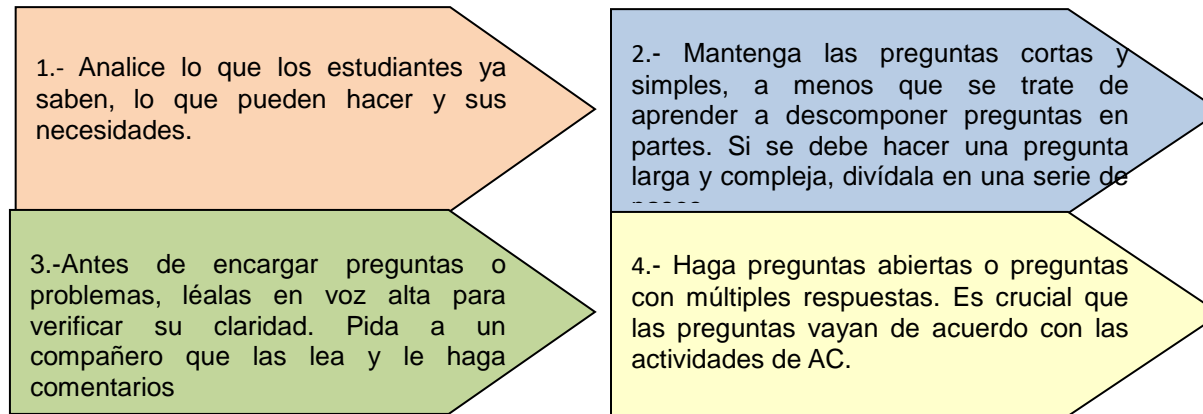 1.- Analice lo que los estudiantes ya
saben, lo que pueden hacer y sus
necesidades.
2.- Mantenga las preguntas cortas y
simples, a menos que se trate de
aprender a descomponer preguntas en
partes. Si se debe hacer una pregunta
larga y compleja, divídala en una serie de
3.-Antes de encargar preguntas o
problemas, léalas en voz alta para
verificar su claridad. Pida a un
compañero que las lea y le haga
comentarios
4.- Haga preguntas abiertas o preguntas
con múltiples respuestas. Es crucial que
las preguntas vayan de acuerdo con las
actividades de AC.